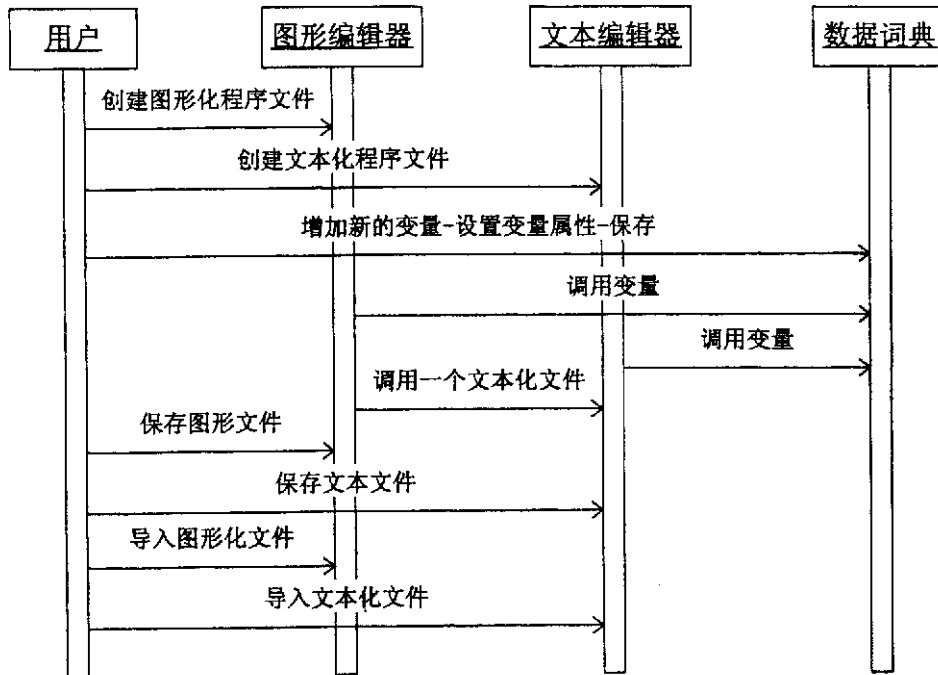 用户
图形编辑器
文本编辑器
数据词典
创建图形化程序文件
创建文本化程序文件
增加新的变量-设置变量属性-保存
调用变量
调用变量
调用一个文本化文件
保存图形文件
保存文本文件
导入图形化文件
导入文本化文件